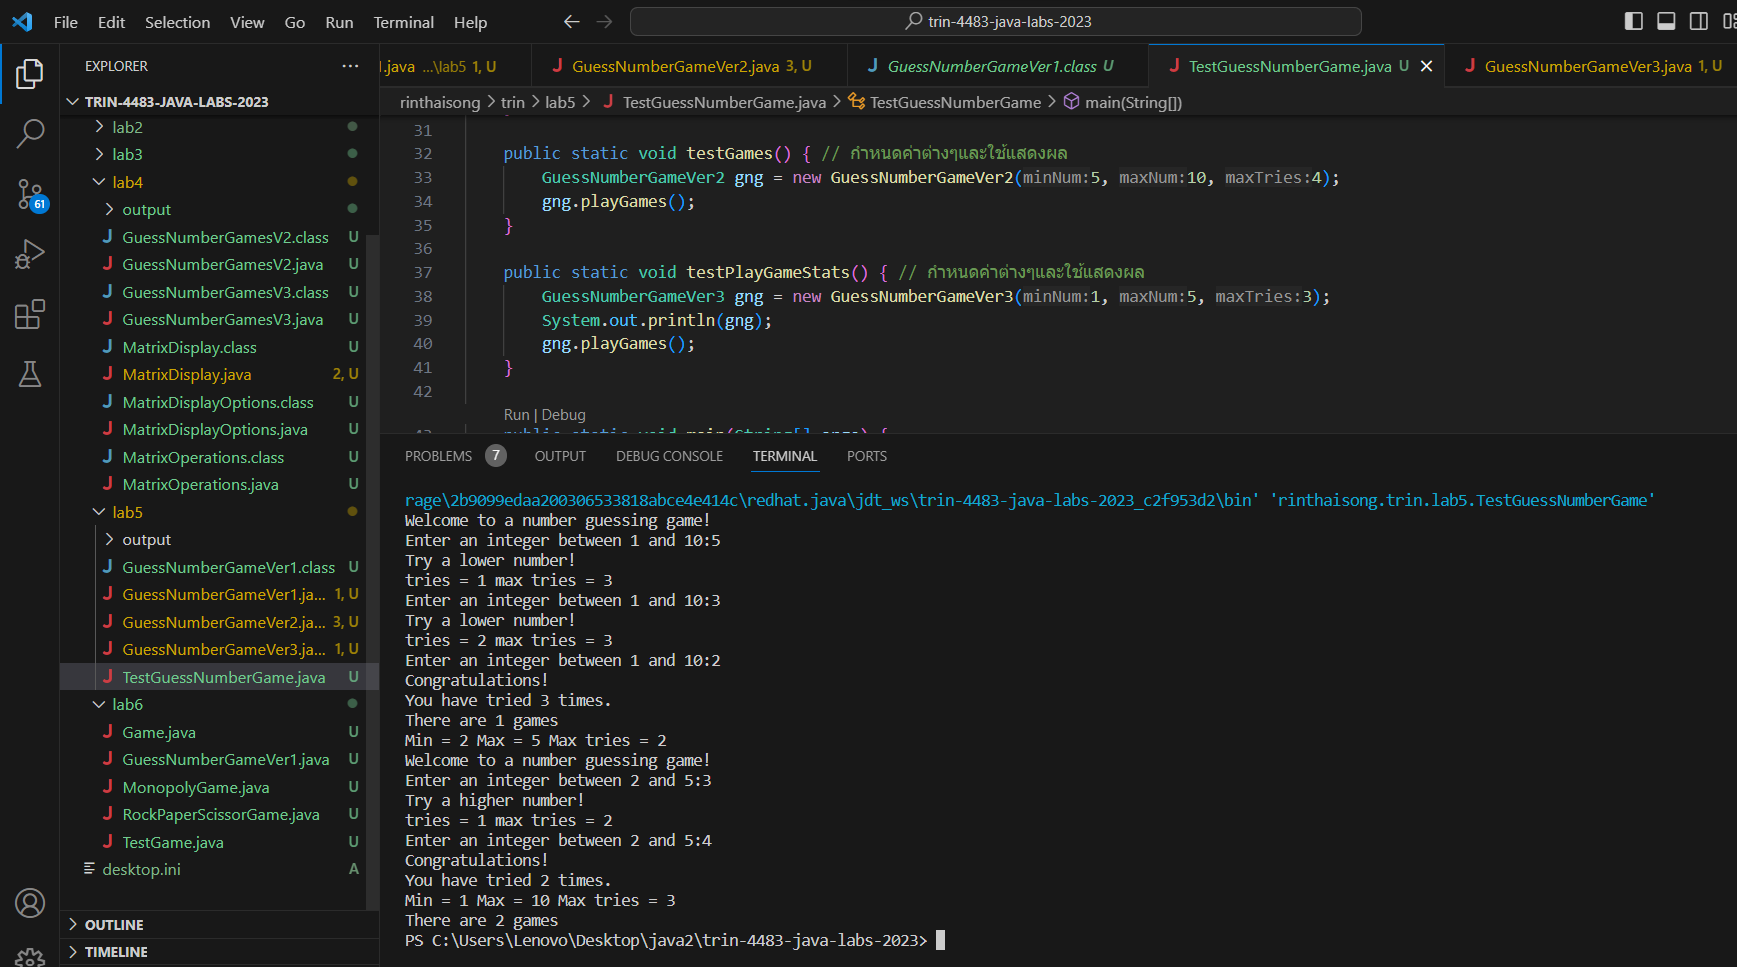 File Edit Selection View Go Run Terminal Help
trin-4483-java-labs-2023
EXPLORER
TRIN-4483-JAVA-LABS-2023
lab2
lab3
lab4
output
GuessNumberGamesV2.class U
GuessNumberGamesV2.java U
GuessNumberGamesV3.class U
GuessNumberGamesV3.java U
MatrixDisplay.class U
MatrixDisplay.java 2, U
MatrixDisplayOptions.class U
MatrixDisplayOptions.java U
MatrixOperations.class U
MatrixOperations.java U
lab5
output
GuessNumberGameVer1.class U
GuessNumberGameVer1.ja... 1, U
GuessNumberGameVer2.ja... 3, U
GuessNumberGameVer3.ja... 1, U
TestGuessNumberGame.java U
lab6
Game.java U
GuessNumberGameVer1.java U
MonopolyGame.java U
RockPaperScissorGame.java U
TestGame.java U
desktop.ini A
OUTLINE
TIMELINE
61
1.java ...\lab5 1, U
GuessNumberGameVer2.java 3, U
GuessNumberGameVer1.class U
TestGuessNumberGame.java U
GuessNumberGameVer3.java 1, U
rinthaisong > trin > lab5 > TestGuessNumberGame.java > TestGuessNumberGame > main(String[])
31
32 public static void testGames() { // กำหนดค่าต่างๆและใช้แสดงผล
33 GuessNumberGameVer2 gng = new GuessNumberGameVer2(minNum:5, maxNum:10, maxTries:4);
34 gng.playGames();
35 }
36
37 public static void testPlayGameStats() { // กำหนดค่าต่างๆและใช้แสดงผล
38 GuessNumberGameVer3 gng = new GuessNumberGameVer3(minNum:1, maxNum:5, maxTries:3);
39 System.out.println(gng);
40 gng.playGames();
41 }
42
Run | Debug
43 public static void main(String[] args) {
PROBLEMS 7 OUTPUT DEBUG CONSOLE TERMINAL PORTS
rage\2b9099edaa200306533818abce4e414c\redhat.java\jdt_ws\trin-4483-java-labs-2023_c2f953d2\bin' 'rinthaisong.trin.lab5.TestGuessNumberGame'
Welcome to a number guessing game!
Enter an integer between 1 and 10:5
Try a lower number!
tries = 1 max tries = 3
Enter an integer between 1 and 10:3
Try a lower number!
tries = 2 max tries = 3
Enter an integer between 1 and 10:2
Congratulations!
You have tried 3 times.
There are 1 games
Min = 2 Max = 5 Max tries = 2
Welcome to a number guessing game!
Enter an integer between 2 and 5:3
Try a higher number!
tries = 1 max tries = 2
Enter an integer between 2 and 5:4
Congratulations!
You have tried 2 times.
Min = 1 Max = 10 Max tries = 3
There are 2 games
PS C:\Users\Lenovo\Desktop\java2\trin-4483-java-labs-2023>